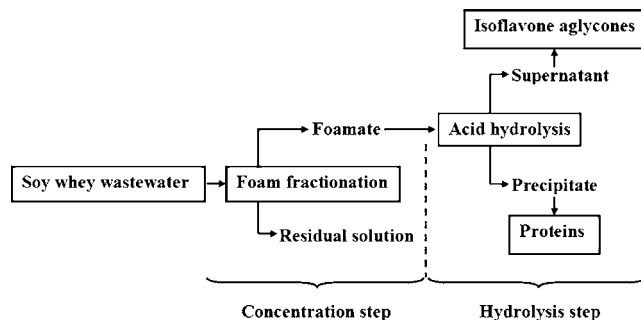 Isoflavone aglycones
Supernatant
Foamate
Acid hydrolysis
Soy whey wastewater
Foam fractionation
Precipitate
Residual solution
Proteins
Concentration step
Hydrolysis step